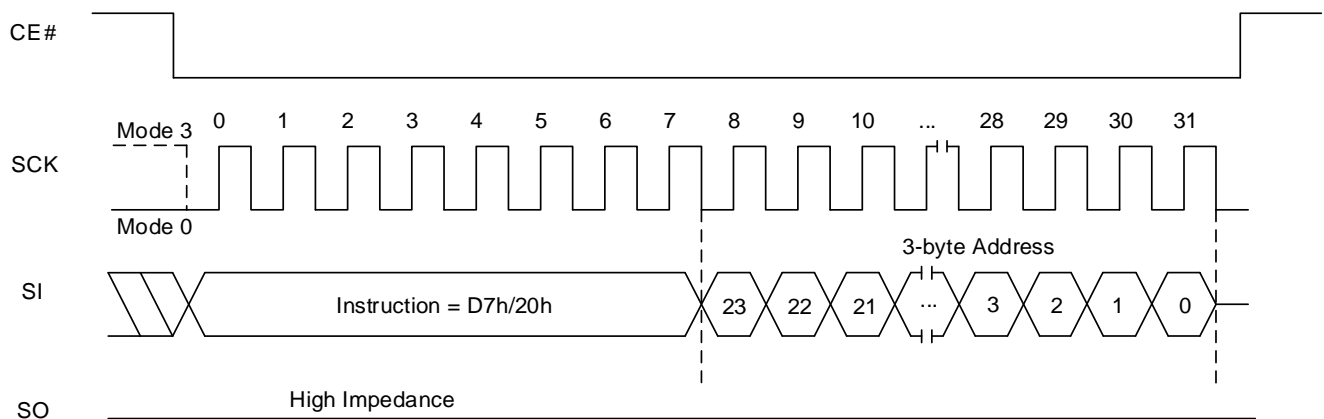 CE#
0 1 2 3 4 5 6 7 8 9 10 ... 28 29 30 31
Mode 3
SCK
Mode 0
3-byte Address
SI
Instruction = D7h/20h 23 22 21 ... 3 2 1 0
High Impedance
SO